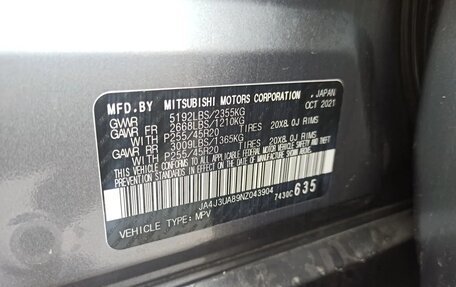 MFD.BY MITSUBISHI MOTORS CORPORATION . JAPAN
GVWR 5192LBS/2355KG OCT 2021
GAWR FR 2668LBS/1210KG
WITH P255/45R20 TIRES 20X8.0J RIMS
GAWR RR 3009LBS/1365KG
WITH P255/45R20 TIRES 20X8.0J RIMS
THIS VEHICLE CONFORMS TO ALL APPLICABLE FEDERAL MOTOR VEHICLE
SAFETY AND THEFT PREVENTION STANDARDS IN
EFFECT ON THE DATE OF MANUFACTURE SHOWN ABOVE.
JA4J3UA89NZ043904 7430C 635
VEHICLE TYPE: MPV